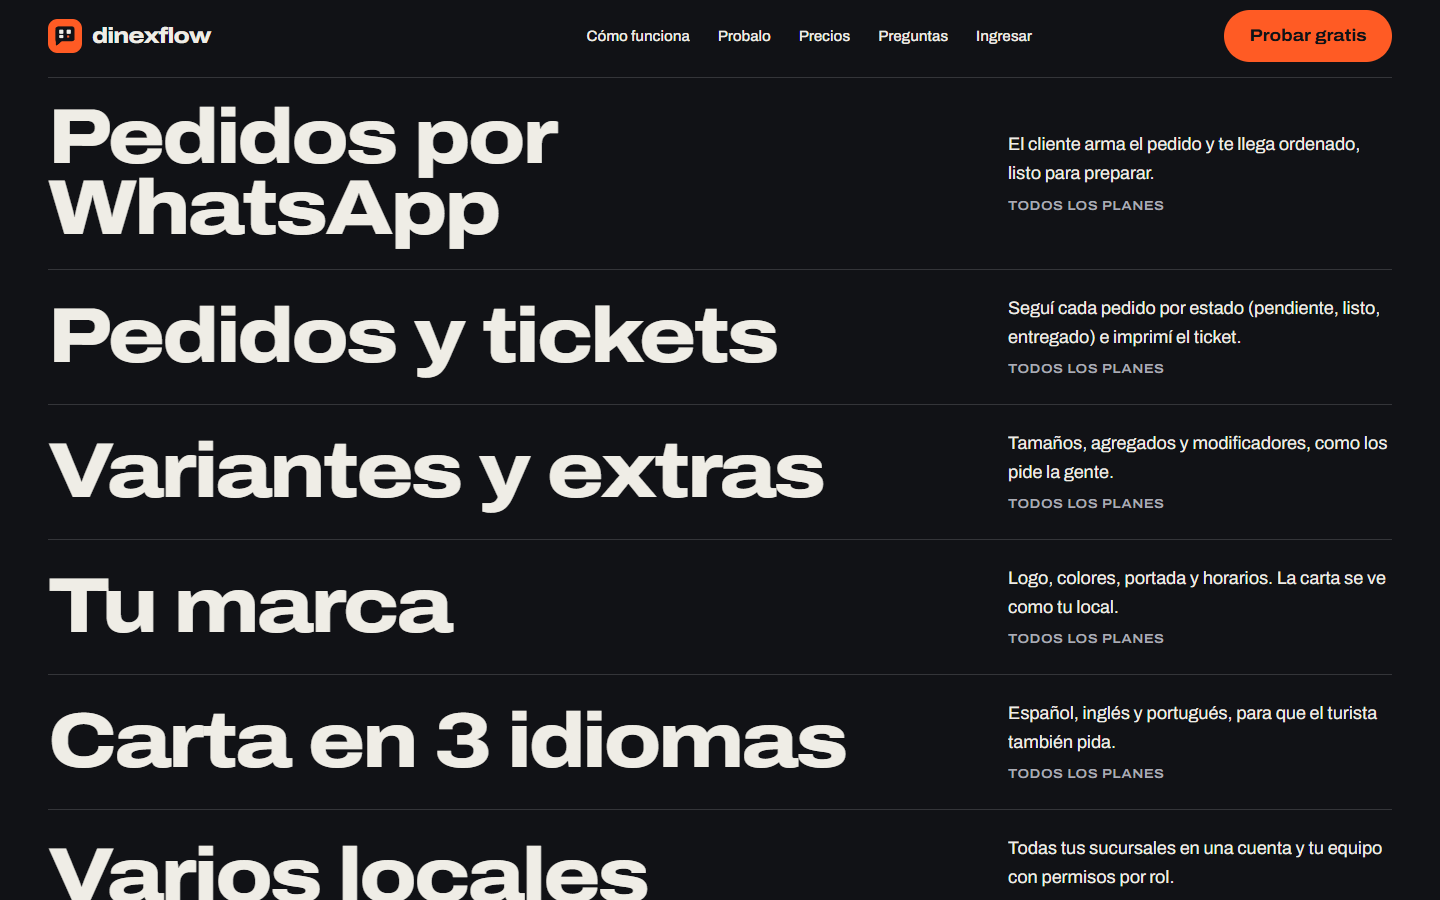 dinexflow
Cómo funciona
Probalo
Precios
Preguntas
Ingresar
Probar gratis
Pedidos por
WhatsApp
El cliente arma el pedido y te llega ordenado,
listo para preparar.
TODOS LOS PLANES
Pedidos y tickets
Seguí cada pedido por estado (pendiente, listo,
entregado) e imprimí el ticket.
TODOS LOS PLANES
Variantes y extras
Tamaños, agregados y modificadores, como los
pide la gente.
TODOS LOS PLANES
Tu marca
Logo, colores, portada y horarios. La carta se ve
como tu local.
TODOS LOS PLANES
Carta en 3 idiomas
Español, inglés y portugués, para que el turista
también pida.
TODOS LOS PLANES
Varios locales
Todas tus sucursales en una cuenta y tu equipo
con permisos por rol.